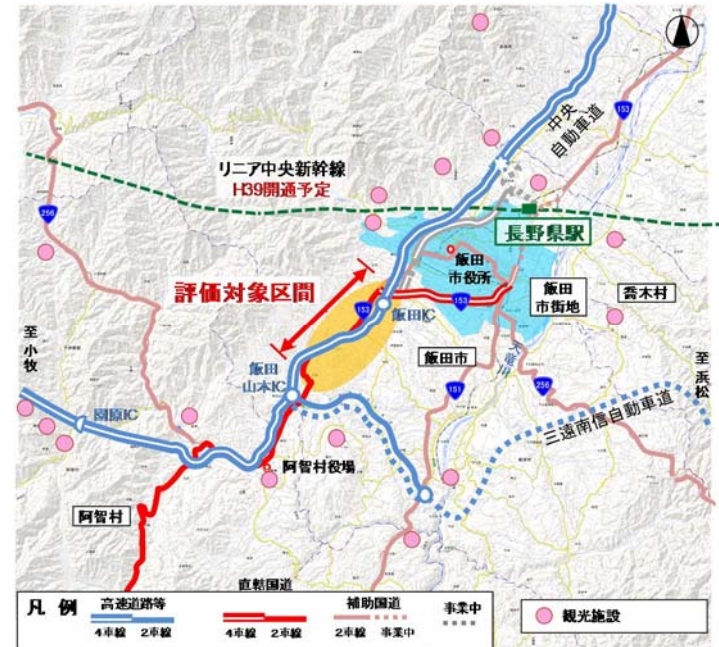 中央
自動車道
153
リニア中央新幹線
H39開通予定
256
長野県駅
飯田
市役所
評価対象区間
153
153
飯田
市街地
喬木村
飯田IC
至 小牧
飯田
山本IC
飯田市
天竜川
至 浜松
151
256
園原IC
三遠南信自動車道
阿智村役場
阿智村
凡 例
高速道路等
4車線 2車線
直轄国道
4車線 2車線
補助国道
2車線 事業中
事業中
観光施設